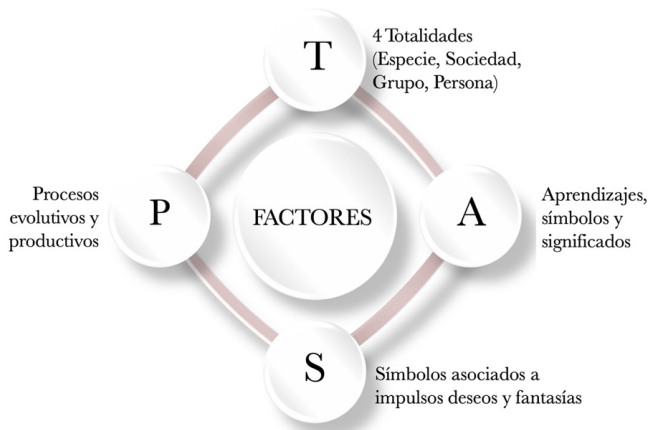 T
4 Totalidades
(Especie, Sociedad,
Grupo, Persona)
Procesos
evolutivos y
productivos
P
FACTORES
A
Aprendizajes,
símbolos y
significados
S
Símbolos asociados a
impulsos deseos y fantasías